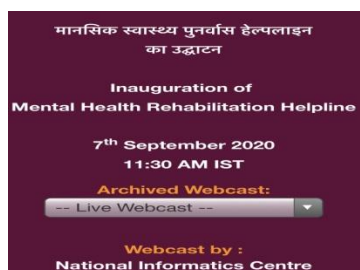 मानसिक स्वास्थ्य पुनर्वास हेल्पलाइन
का उद्घाटन
Inauguration of
Mental Health Rehabilitation Helpline
7th September 2020
11:30 AM IST
Archived Webcast:
-- Live Webcast --
Webcast by :
National Informatics Centre